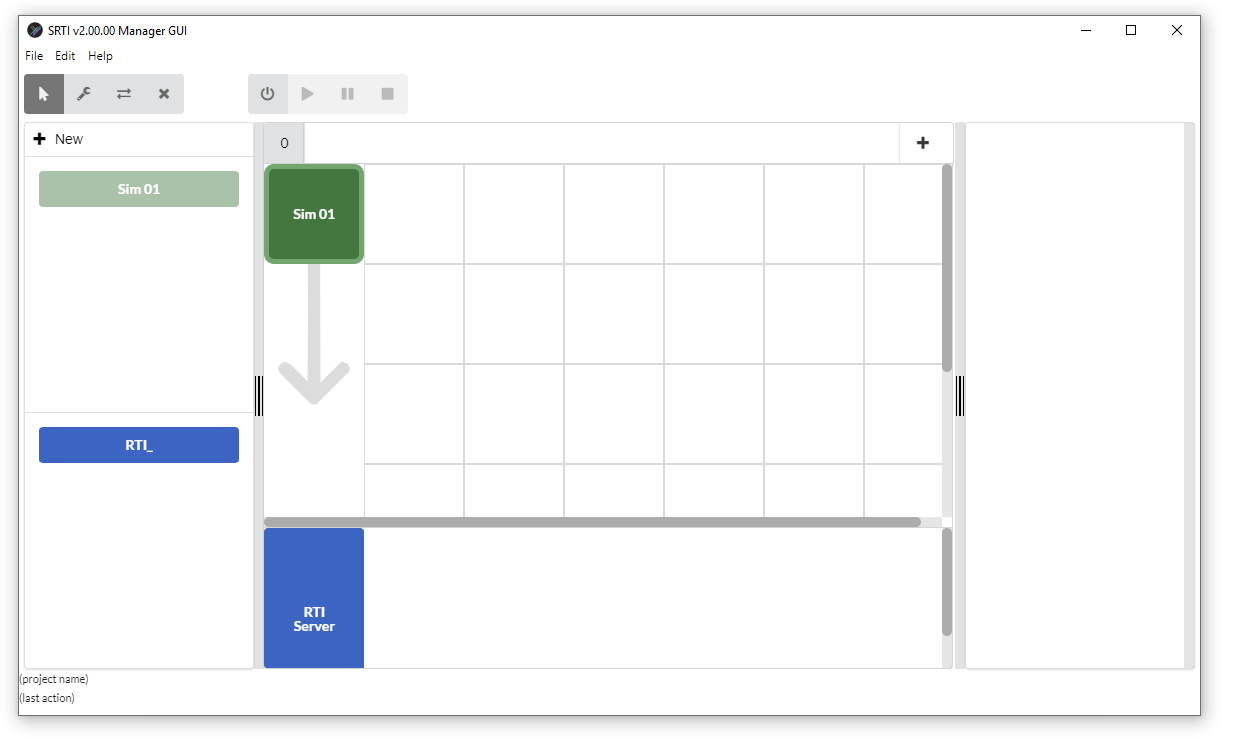 SRTI v2.00.00 Manager GUI
File Edit Help
New
0
Sim 01
Sim 01
RTI_
RTI
Server
(project name)
(last action)